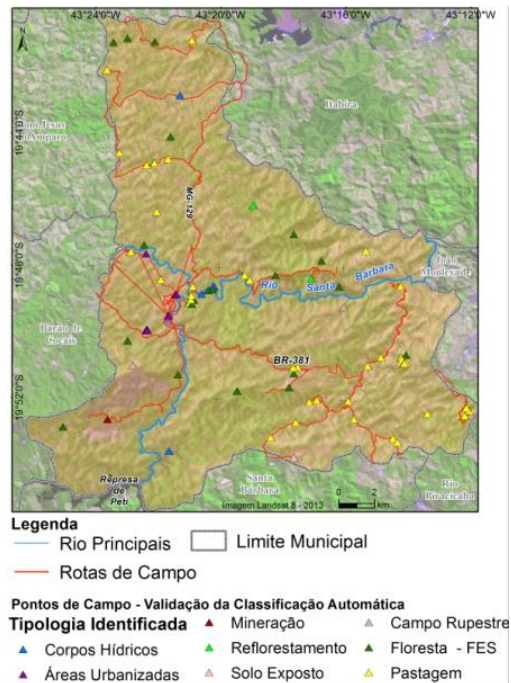 43°24'0"W 43°20'0"W 43°16'0"W 43°12'0"W
N
Itabira
19°44'0"S
MG-129
19°48'0"S
João
Monlevade
Rio Santa Bárbara
Barão de
Cocais
BR-381
19°52'0"S
Represa
de
Peti
Santa
Bárbara
Rio
Piracicaba
Imagem Landsat 8 - 2013
0 2
km
Legenda
Rio Principais
Limite Municipal
Rotas de Campo
Pontos de Campo - Validação da Classificação Automática
Tipologia Identificada
Mineração
Campo Rupestre
Reflorestamento
Floresta - FES
Corpos Hídricos
Áreas Urbanizadas
Solo Exposto
Pastagem